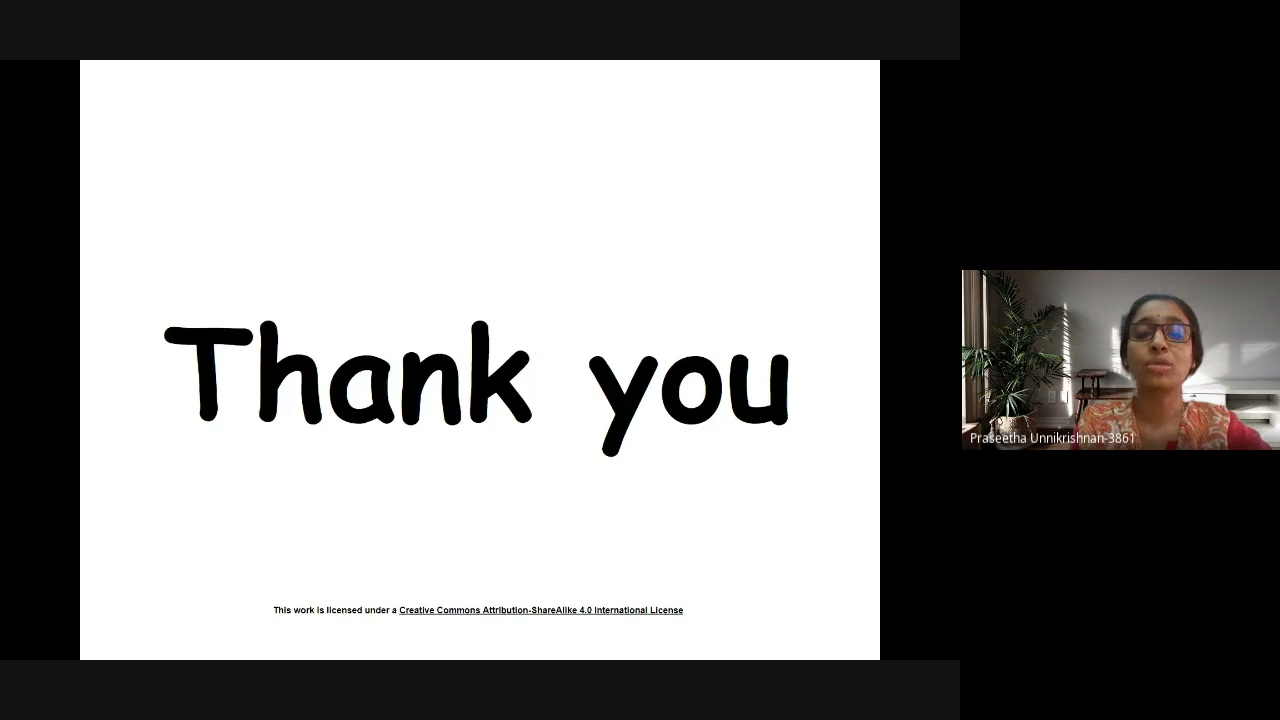 Thank you
This work is licensed under a Creative Commons Attribution-ShareAlike 4.0 International License
Praseetha Unnikrishnan-3861